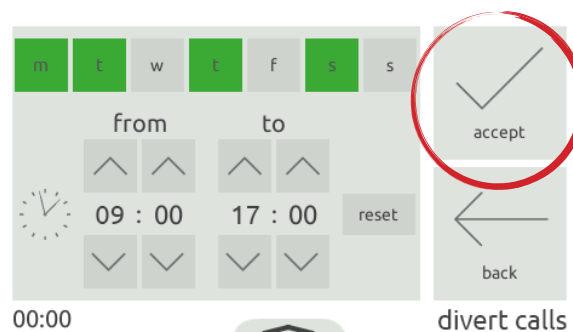 m t w t f s s
from to
accept
09 : 00 17 : 00 reset
back
00:00 divert calls